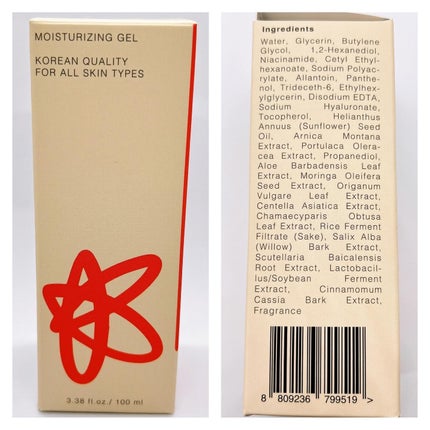 MOISTURIZING GEL
KOREAN QUALITY
FOR ALL SKIN TYPES
3.38 fl.oz / 100 ml
Ingredients
Water, Glycerin, Butylene
Glycol, 1,2-Hexanediol,
Niacinamide, Cetyl Ethyl-
hexanoate, Sodium Polyac-
rylate, Allantoin, Panthe-
nol, Trideceth-6, Ethylhex-
ylglycerin, Disodium EDTA,
Sodium Hyaluronate,
Tocopherol, Helianthus
Annuus (Sunflower) Seed
Oil, Arnica Montana
Extract, Portulaca Olera-
cea Extract, Propanediol,
Aloe Barbadensis Leaf
Extract, Moringa Oleifera
Seed Extract, Origanum
Vulgare Leaf Extract,
Centella Asiatica Extract,
Chamaecyparis Obtusa
Leaf Extract, Rice Ferment
Filtrate (Sake), Salix Alba
(Willow) Bark Extract,
Scutellaria Baicalensis
Root Extract, Lactobacil-
lus/Soybean Ferment
Extract, Cinnamomum
Cassia Bark Extract,
Fragrance
8 809236 799519 >